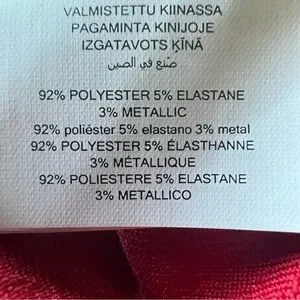 VALMISTETTU KIINASSA
PAGAMINTA KINIJOJE
IZGATAVOTS ĶĪNĀ
صنع في الصين
92% POLYESTER 5% ELASTANE
3% METALLIC
92% poliéster 5% elastano 3% metal
92% POLYESTER 5% ÉLASTHANNE
3% MÉTALLIQUE
92% POLIESTERE 5% ELASTANE
3% METALLICO